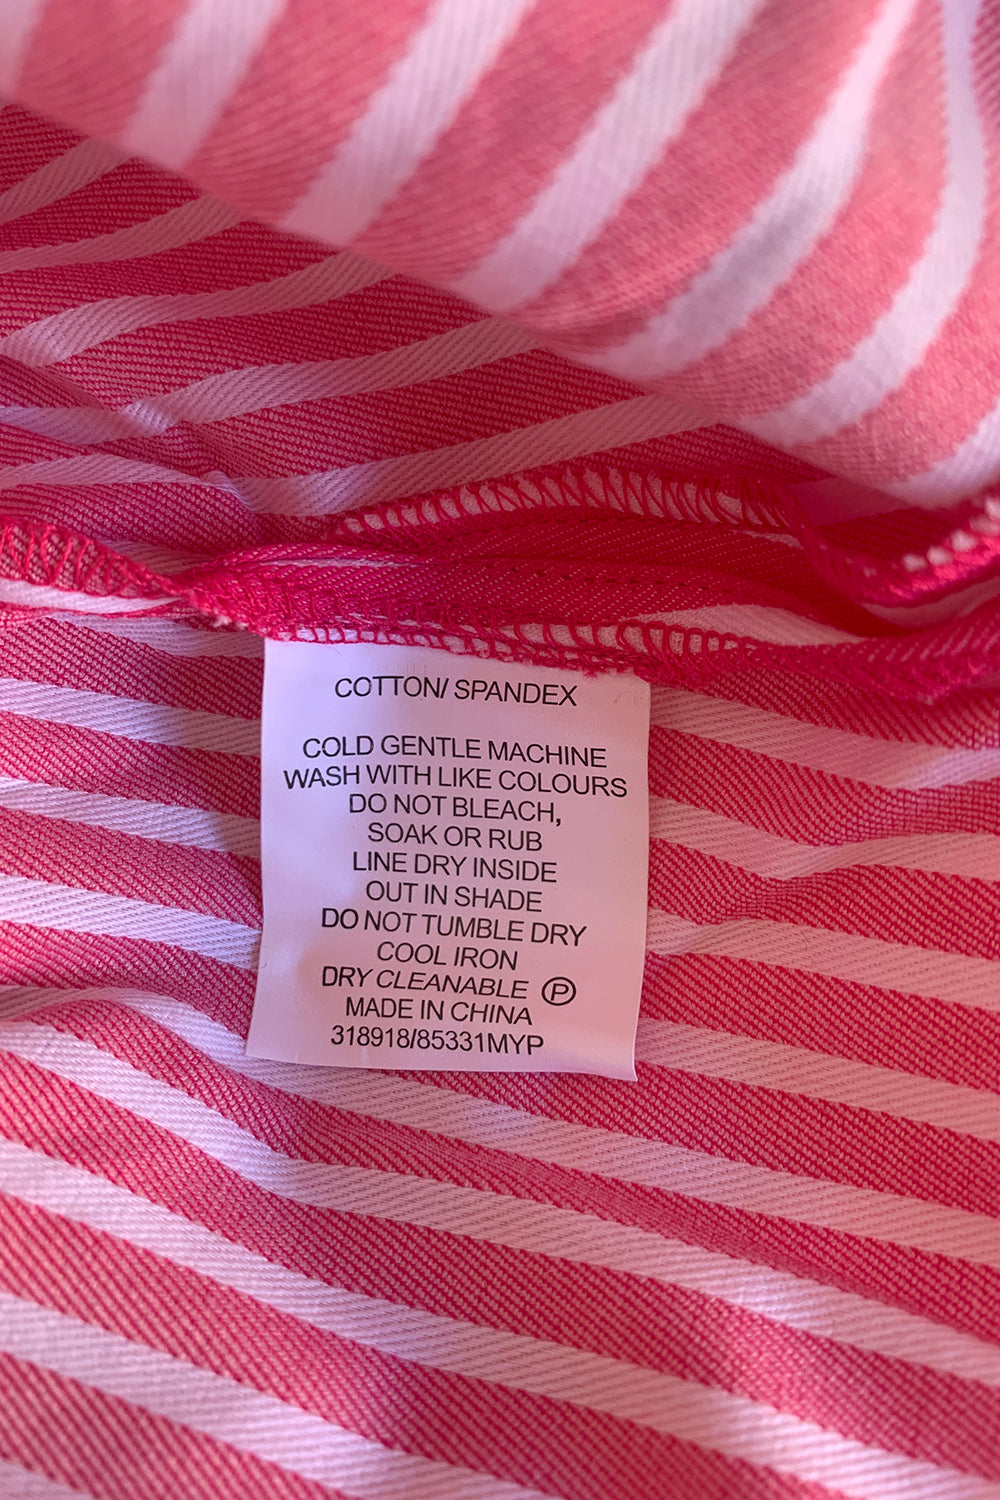 COTTON/ SPANDEX
COLD GENTLE MACHINE
WASH WITH LIKE COLOURS
DO NOT BLEACH,
SOAK OR RUB
LINE DRY INSIDE
OUT IN SHADE
DO NOT TUMBLE DRY
COOL IRON
DRY CLEANABLE Ⓟ
MADE IN CHINA
318918/85331MYP